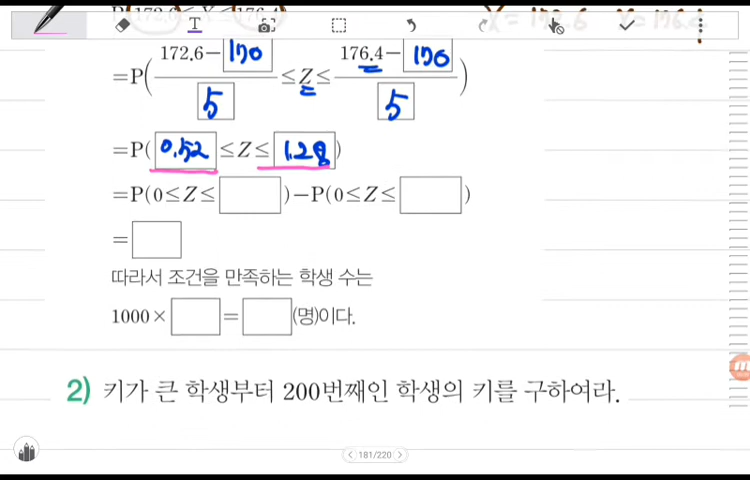 172.6− 170 176.4− 170
=P( ≤Z≤ )
5 5
=P( 0.52 ≤Z≤ 1.28 )
=P(0≤Z≤ )−P(0≤Z≤ )
=
따라서 조건을 만족하는 학생 수는
1000× = (명)이다.
2) 키가 큰 학생부터 200번째인 학생의 키를 구하여라.
< 181/220 >